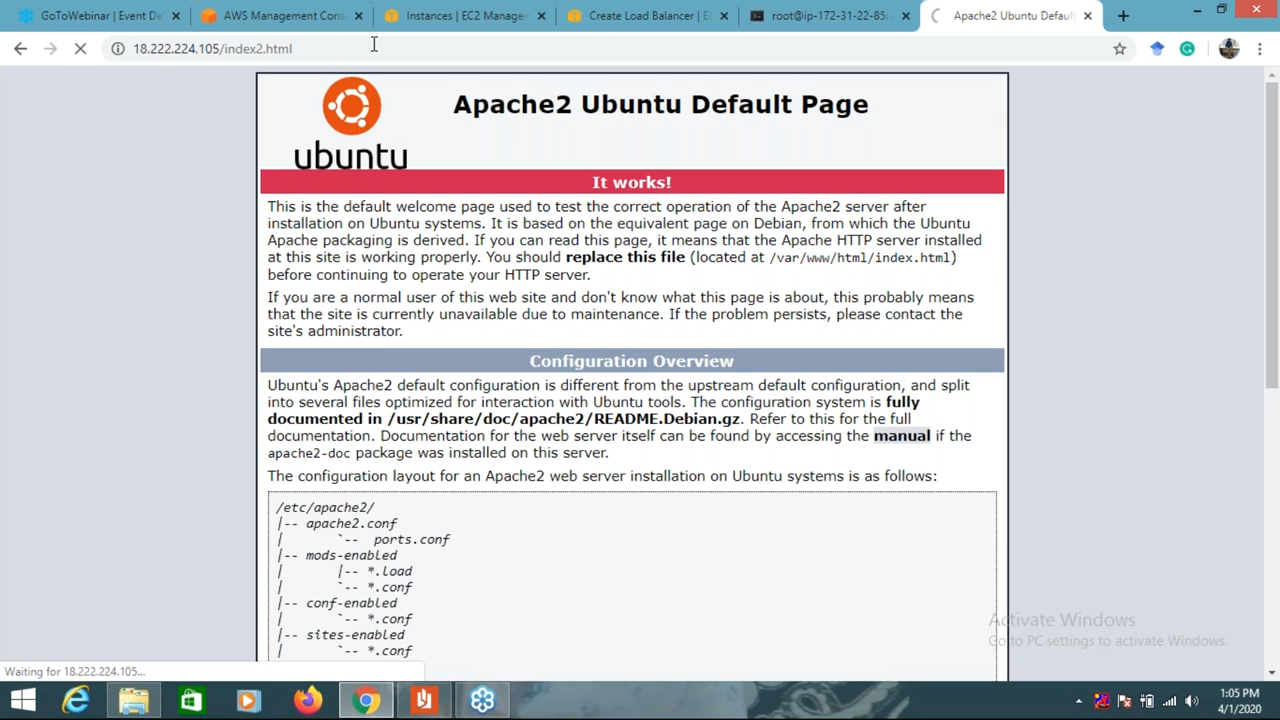 GoToWebinar | Event De
AWS Management Cons
Instances | EC2 Manage
Create Load Balancer | EC
root@ip-172-31-22-85:
Apache2 Ubuntu Defaul
18.222.224.105/index2.html
ubuntu
Apache2 Ubuntu Default Page
It works!
This is the default welcome page used to test the correct operation of the Apache2 server after
installation on Ubuntu systems. It is based on the equivalent page on Debian, from which the Ubuntu
Apache packaging is derived. If you can read this page, it means that the Apache HTTP server installed
at this site is working properly. You should replace this file (located at /var/www/html/index.html)
before continuing to operate your HTTP server.
If you are a normal user of this web site and don't know what this page is about, this probably means
that the site is currently unavailable due to maintenance. If the problem persists, please contact the
site's administrator.
Configuration Overview
Ubuntu's Apache2 default configuration is different from the upstream default configuration, and split
into several files optimized for interaction with Ubuntu tools. The configuration system is fully
documented in /usr/share/doc/apache2/README.Debian.gz. Refer to this for the full
documentation. Documentation for the web server itself can be found by accessing the manual if the
apache2-doc package was installed on this server.
The configuration layout for an Apache2 web server installation on Ubuntu systems is as follows:
/etc/apache2/
|-- apache2.conf
|       `--  ports.conf
|-- mods-enabled
|       |-- *.load
|       `-- *.conf
|-- conf-enabled
|       `-- *.conf
|-- sites-enabled
|       `-- *.conf
Activate Windows
Go to PC settings to activate Windows.
Waiting for 18.222.224.105...
1:05 PM
4/1/2020